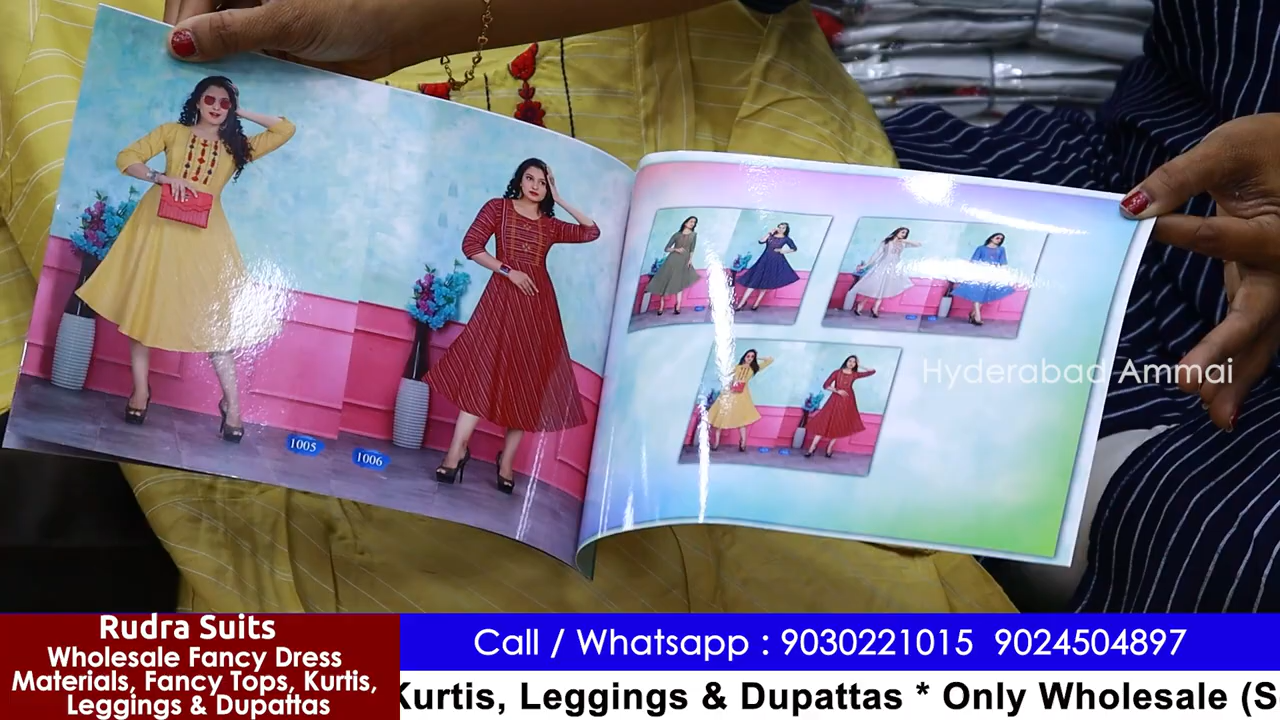 1005
1006
Hyderabad Ammai
Rudra Suits
Wholesale Fancy Dress
Materials, Fancy Tops, Kurtis,
Leggings & Dupattas
Call / Whatsapp : 9030221015 9024504897
Kurtis, Leggings & Dupattas * Only Wholesale (S